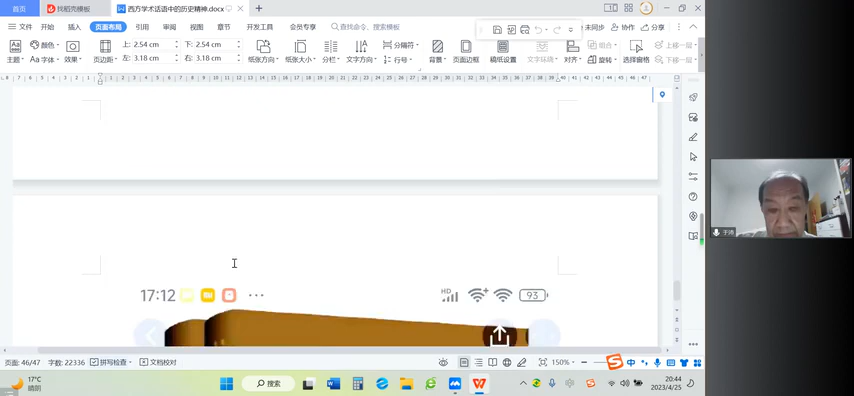 首页 找稻壳模板 西方学术话语中的历史精神.docx
文件 开始 插入 页面布局 引用 审阅 视图 章节 开发工具 会员专享 查找命令、搜索模板 未同步 协作 分享
主题 颜色 字体 效果 页边距 上: 2.54 cm 下: 2.54 cm 左: 3.18 cm 右: 3.18 cm 纸张方向 纸张大小 分栏 文字方向 分隔符 行号 背景 页面边框 稿纸设置 文字环绕 对齐 组合 旋转 选择窗格 上移一层 下移一层
17:12 HD 93
于沛
页面: 46/47 字数: 22336 拼写检查 文档校对 150% 中
17°C
晴朗
搜索
20:44
2023/4/25